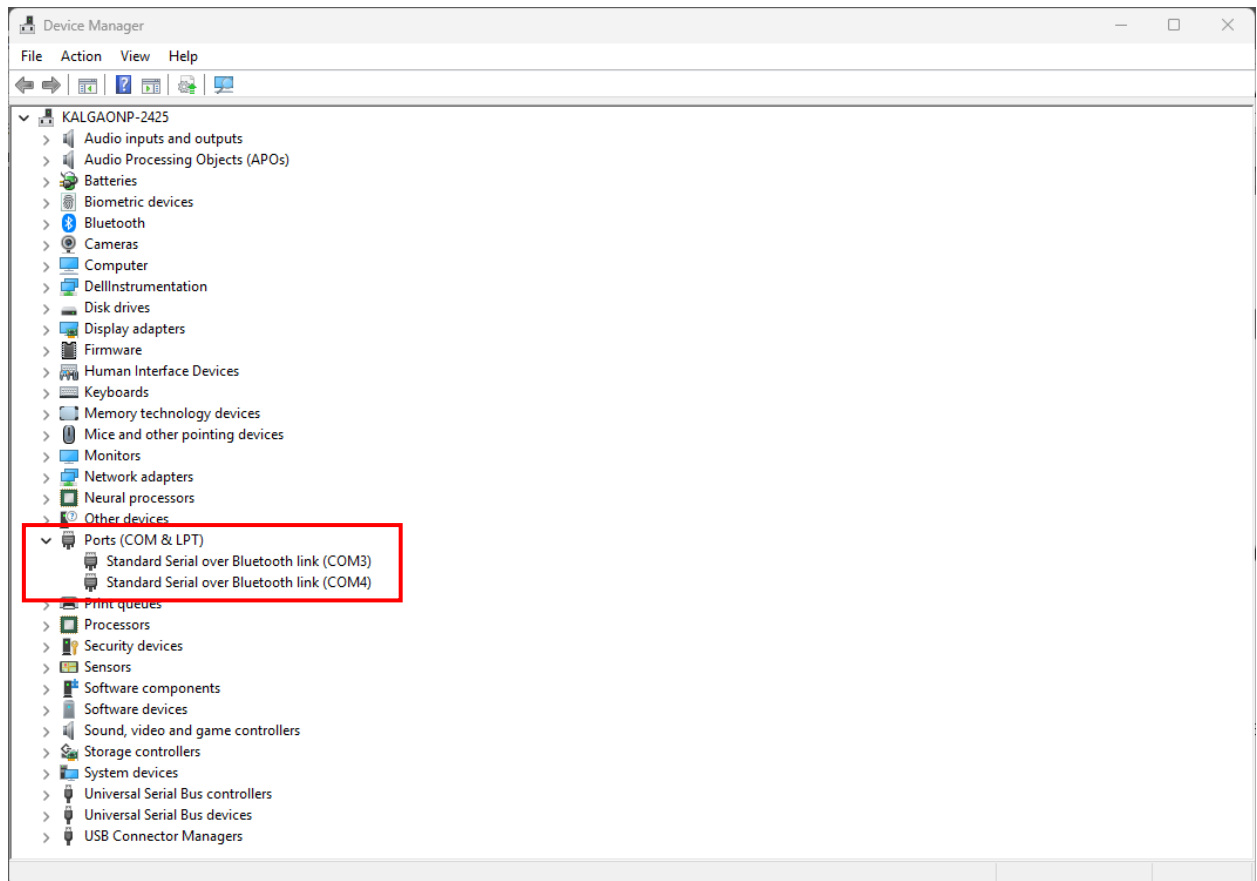 Device Manager
File Action View Help
KALGAONP-2425
Audio inputs and outputs
Audio Processing Objects (APOs)
Batteries
Biometric devices
Bluetooth
Cameras
Computer
DellInstrumentation
Disk drives
Display adapters
Firmware
Human Interface Devices
Keyboards
Memory technology devices
Mice and other pointing devices
Monitors
Network adapters
Neural processors
Other devices
Ports (COM & LPT)
Standard Serial over Bluetooth link (COM3)
Standard Serial over Bluetooth link (COM4)
Print queues
Processors
Security devices
Sensors
Software components
Software devices
Sound, video and game controllers
Storage controllers
System devices
Universal Serial Bus controllers
Universal Serial Bus devices
USB Connector Managers